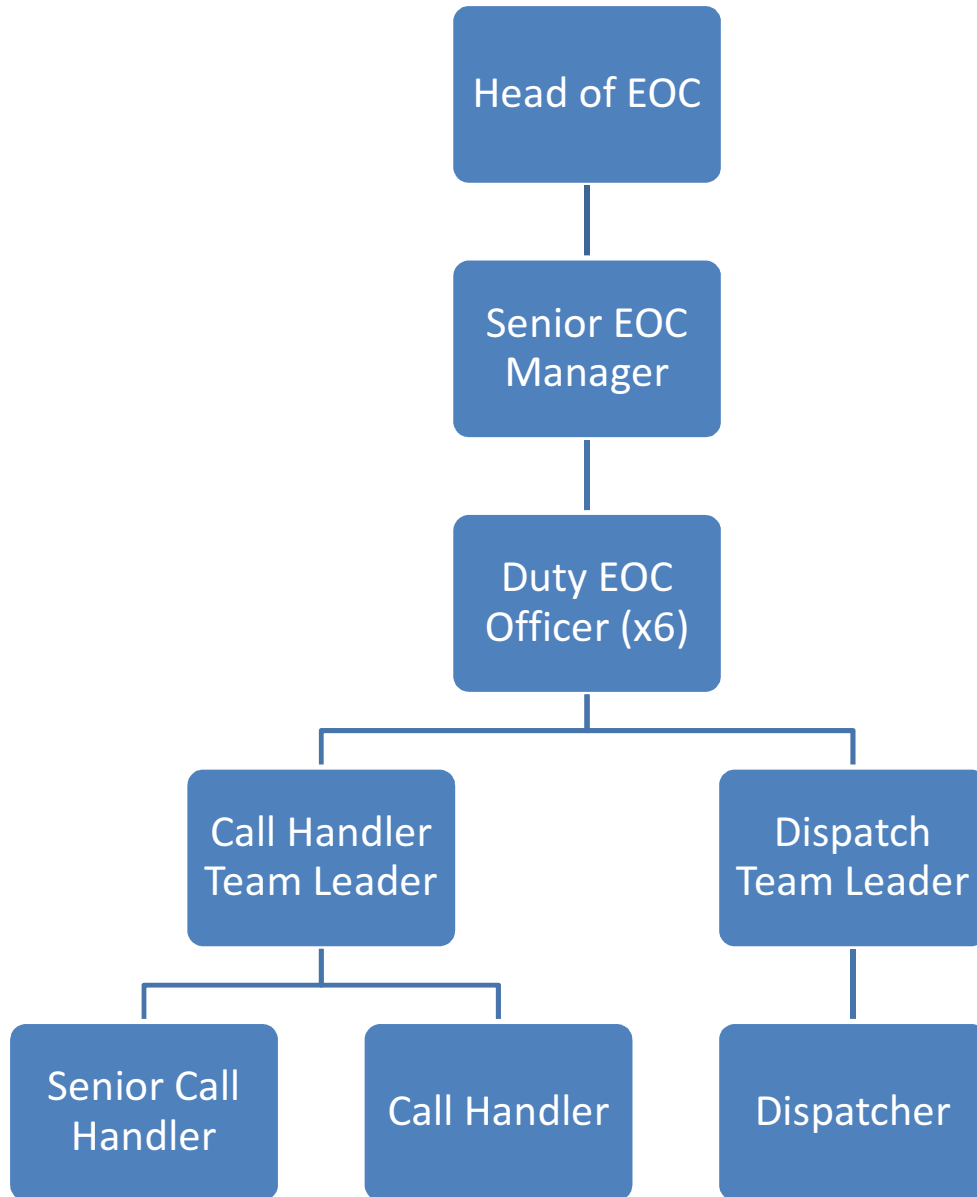 Head of EOC
Senior EOC
Manager
Duty EOC
Officer (x6)
Call Handler
Team Leader
Dispatch
Team Leader
Senior Call
Handler
Call Handler
Dispatcher